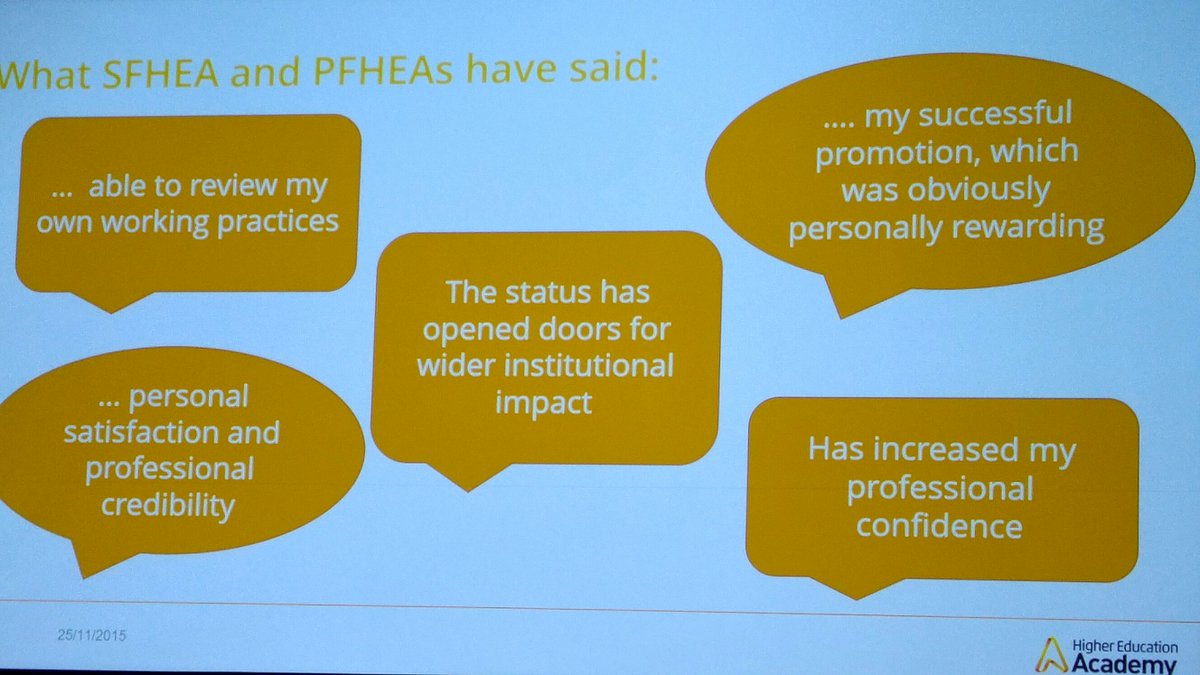 What SFHEA and PFHEAs have said:
... able to review my
own working practices
.... my successful
promotion, which
was obviously
personally rewarding
The status has
opened doors for
wider institutional
impact
... personal
satisfaction and
professional
credibility
Has increased my
professional
confidence
25/11/2015
Higher Education
Academy